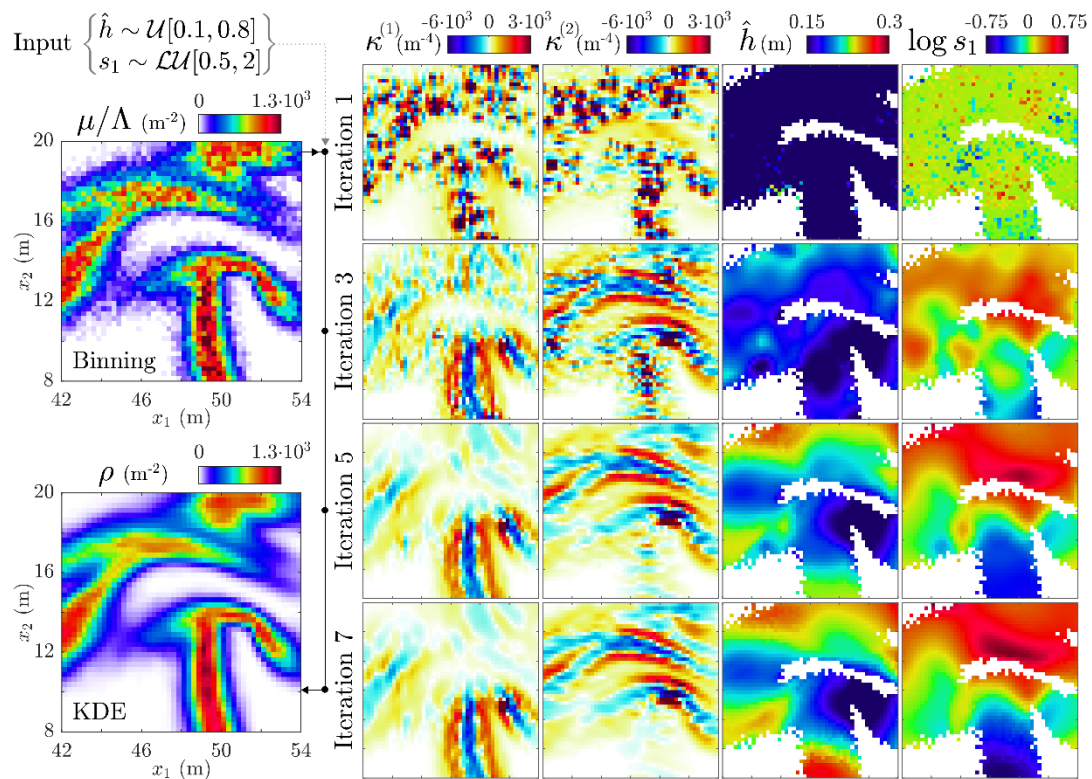 Input { ĥ ∼ U[0.1, 0.8]
s₁ ∼ LU[0.5, 2] }
μ/Λ (m⁻²)
0 1.3·10³
20
16
12
8
x₂ (m)
Binning
42 46 50 54
x₁ (m)
ρ (m⁻²)
0 1.3·10³
20
16
12
8
x₂ (m)
KDE
42 46 50 54
x₁ (m)
-6·10³ 0 3·10³
κ⁽¹⁾(m⁻⁴)
-6·10³ 0 3·10³
κ⁽²⁾(m⁻⁴)
0.15 0.3
ĥ (m)
-0.75 0 0.75
log s₁
Iteration 1
Iteration 3
Iteration 5
Iteration 7